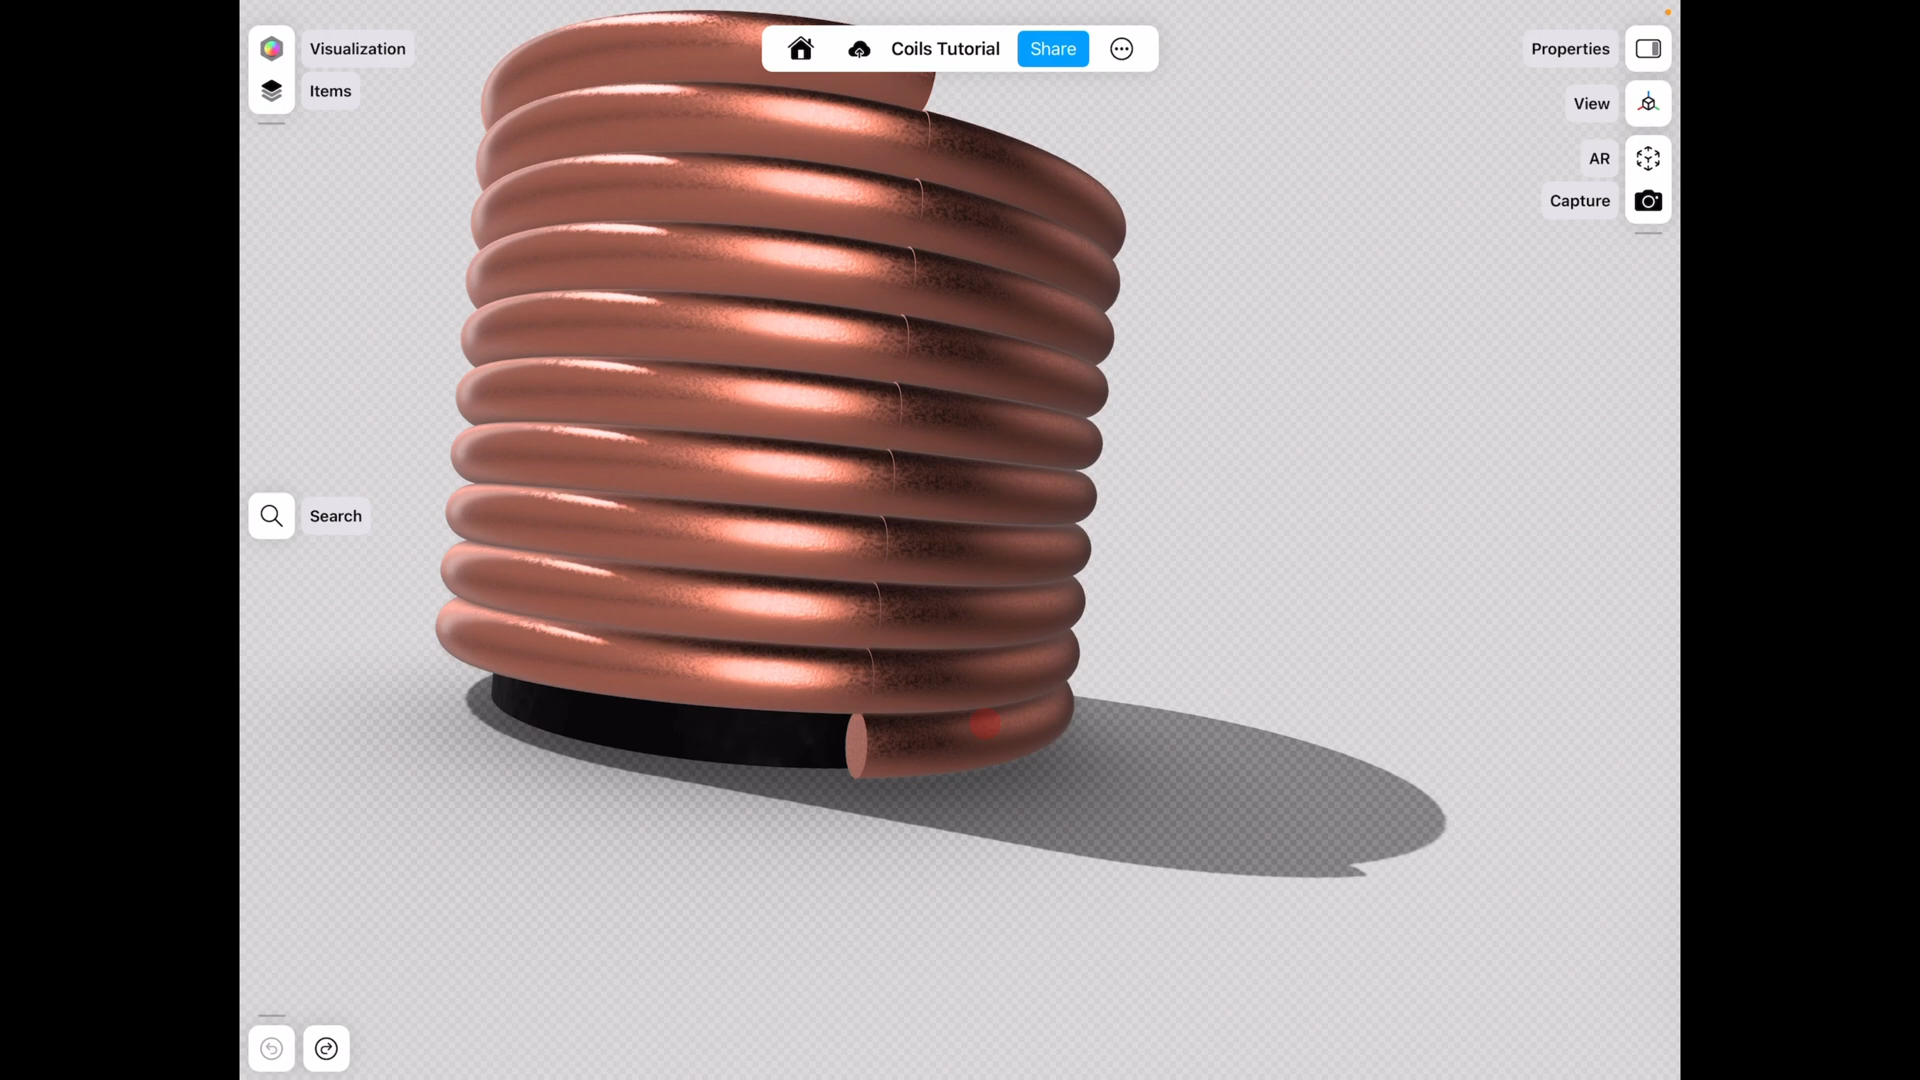 Visualization
Items
Coils Tutorial
Share
Properties
View
AR
Capture
Search